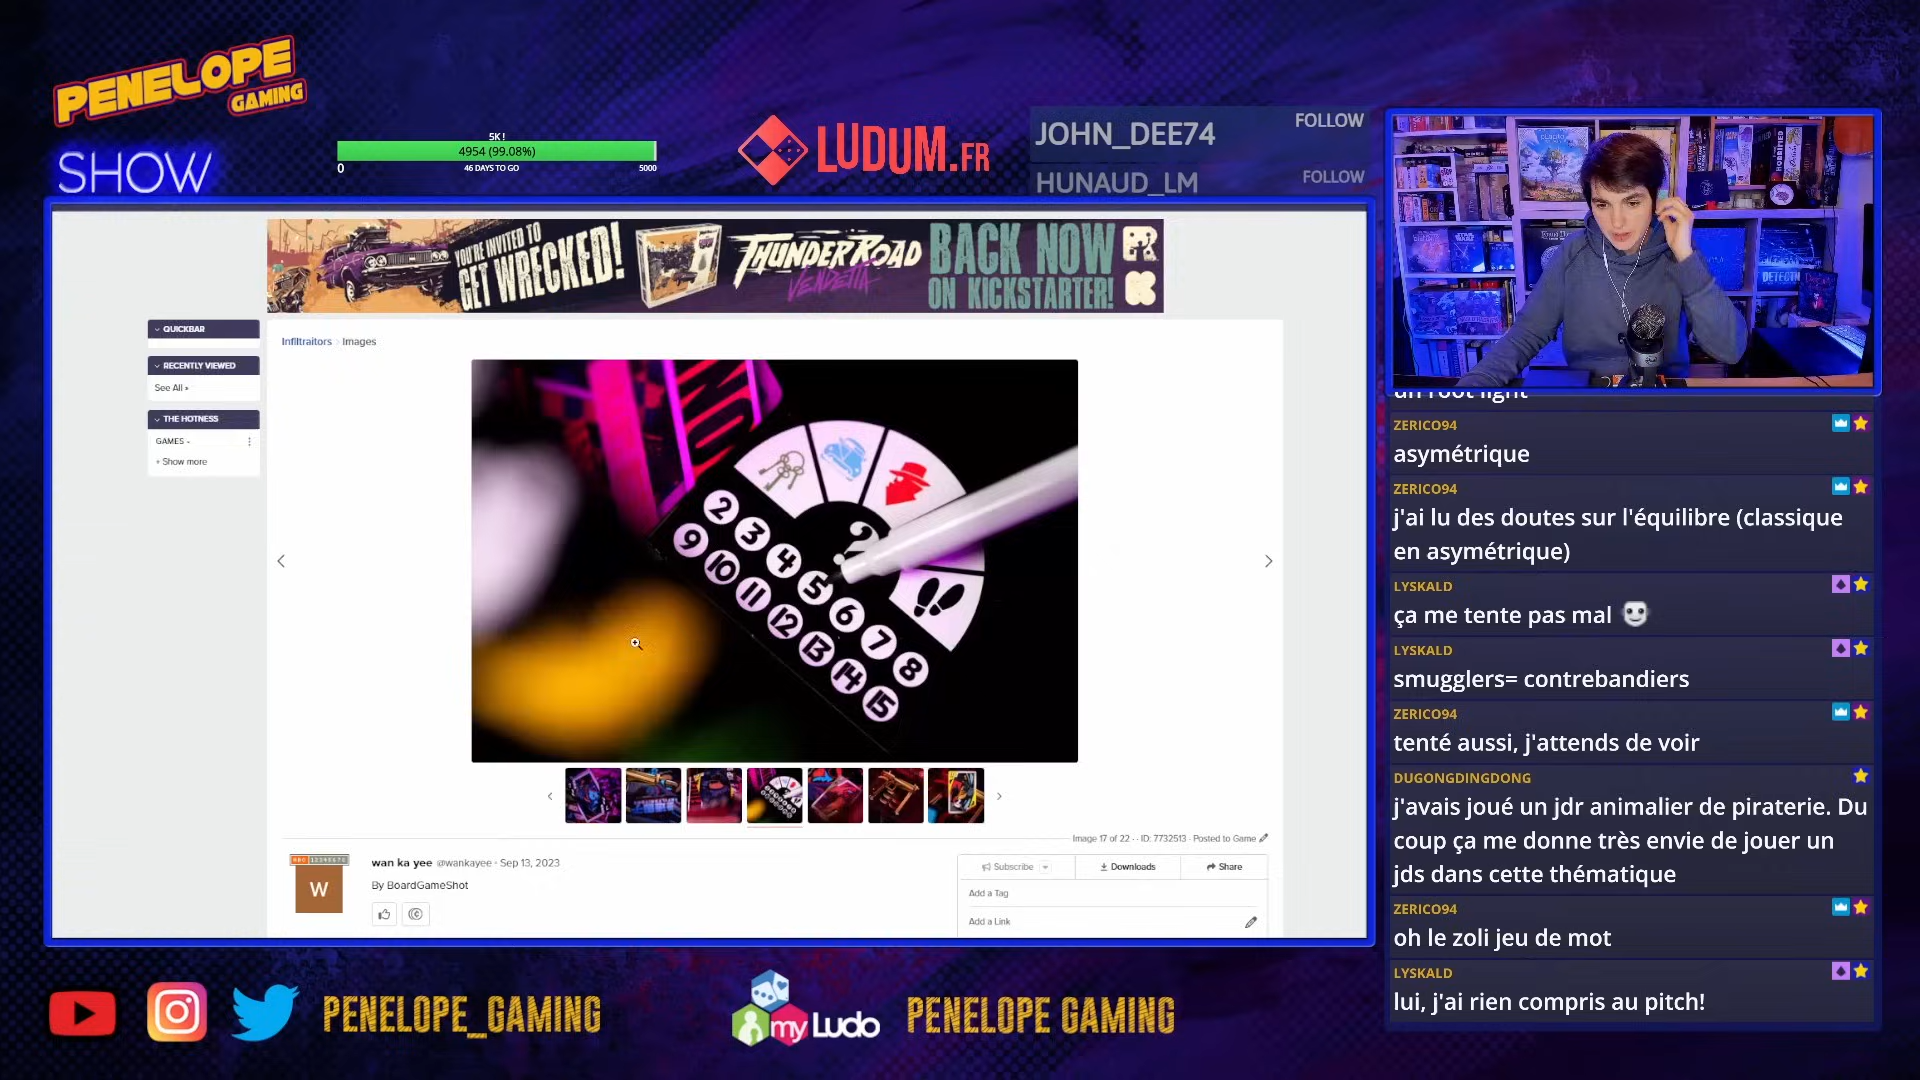 PENELOPE
GAMING
SHOW
5K !
4954 (99.08%)
0
46 DAYS TO GO
5000
LUDUM.FR
JOHN_DEE74
FOLLOW
HUNAUD_LM
FOLLOW
YOU'RE INVITED TO
GET WRECKED!
THUNDER ROAD
VENDETTA
BACK NOW
ON KICKSTARTER!
QUICKBAR
RECENTLY VIEWED
See All »
THE HOTNESS
GAMES
+ Show more
Infiltraitors › Images
?
2 3 4 5 6 7 8
9 10 11 12 13 14 15
Image 17 of 22 · · ID: 7732513 · Posted to Game
W
wan ka yee @wankayee · Sep 13, 2023
By BoardGameShot
Subscribe
Downloads
Share
Add a Tag
Add a Link
un root light
ZERICO94
asymétrique
ZERICO94
j'ai lu des doutes sur l'équilibre (classique
en asymétrique)
LYSKALD
ça me tente pas mal
LYSKALD
smugglers= contrebandiers
ZERICO94
tenté aussi, j'attends de voir
DUGONGDINGDONG
j'avais joué un jdr animalier de piraterie. Du
coup ça me donne très envie de jouer un
jds dans cette thématique
ZERICO94
oh le zoli jeu de mot
LYSKALD
lui, j'ai rien compris au pitch!
PENELOPE_GAMING
my Ludo
PENELOPE GAMING